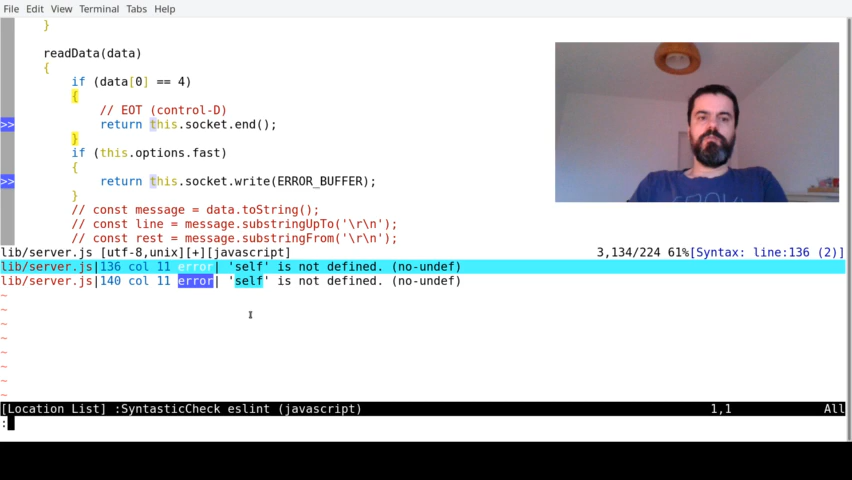 File Edit View Terminal Tabs Help
}
readData(data)
{
if (data[0] == 4)
{
// EOT (control-D)
>> return this.socket.end();
}
if (this.options.fast)
{
>> return this.socket.write(ERROR_BUFFER);
}
// const message = data.toString();
// const line = message.substringUpTo('\r\n');
// const rest = message.substringFrom('\r\n');
lib/server.js [utf-8,unix][+][javascript] 3,134/224 61%[Syntax: line:136 (2)]
lib/server.js|136 col 11 error| 'self' is not defined. (no-undef)
lib/server.js|140 col 11 error| 'self' is not defined. (no-undef)
~
~
~
~
~
~
~
~
[Location List] :SyntasticCheck eslint (javascript) 1,1 All
: